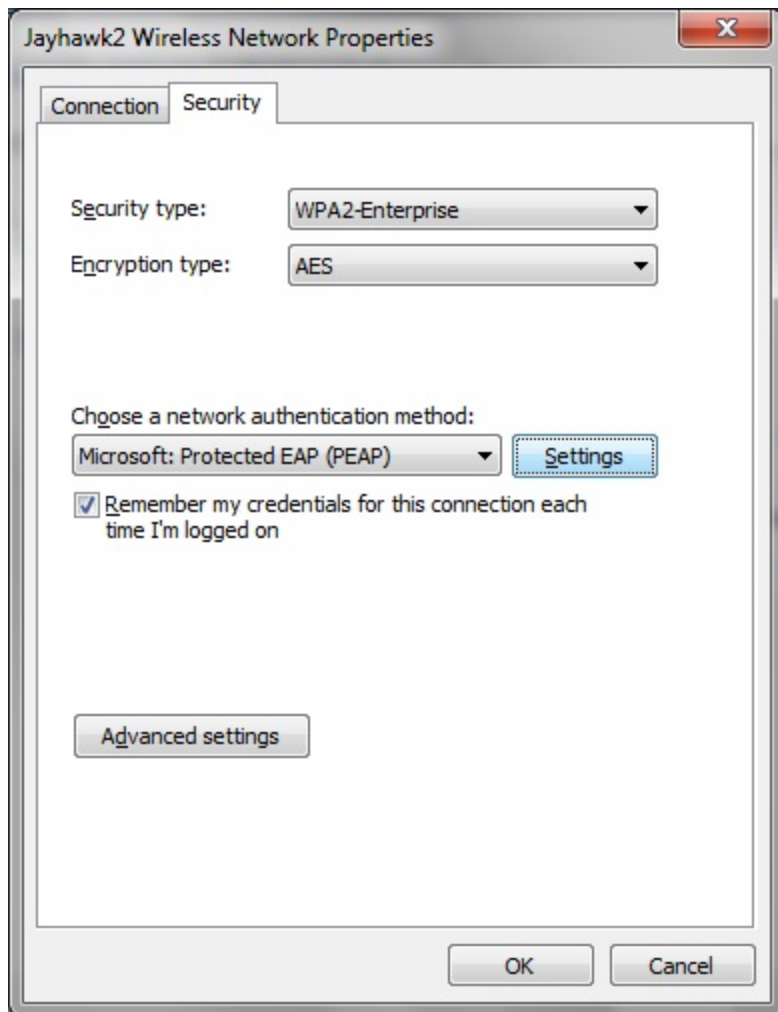 Jayhawk2 Wireless Network Properties
Connection Security
Security type: WPA2-Enterprise
Encryption type: AES
Choose a network authentication method:
Microsoft: Protected EAP (PEAP) Settings
Remember my credentials for this connection each
time I'm logged on
Advanced settings
OK Cancel